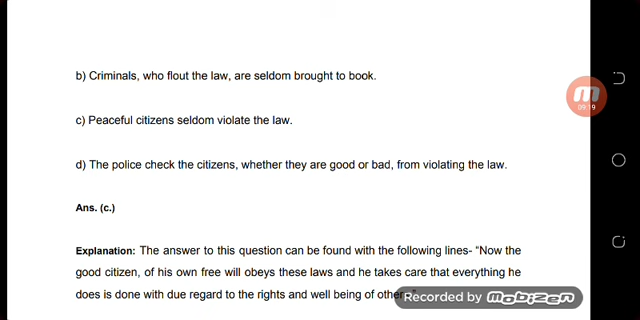 b) Criminals, who flout the law, are seldom brought to book.
c) Peaceful citizens seldom violate the law.
d) The police check the citizens, whether they are good or bad, from violating the law.
Ans. (c.)
Explanation: The answer to this question can be found with the following lines- “Now the
good citizen, of his own free will obeys these laws and he takes care that everything he
does is done with due regard to the rights and well being of
09:19
Recorded by mobizen